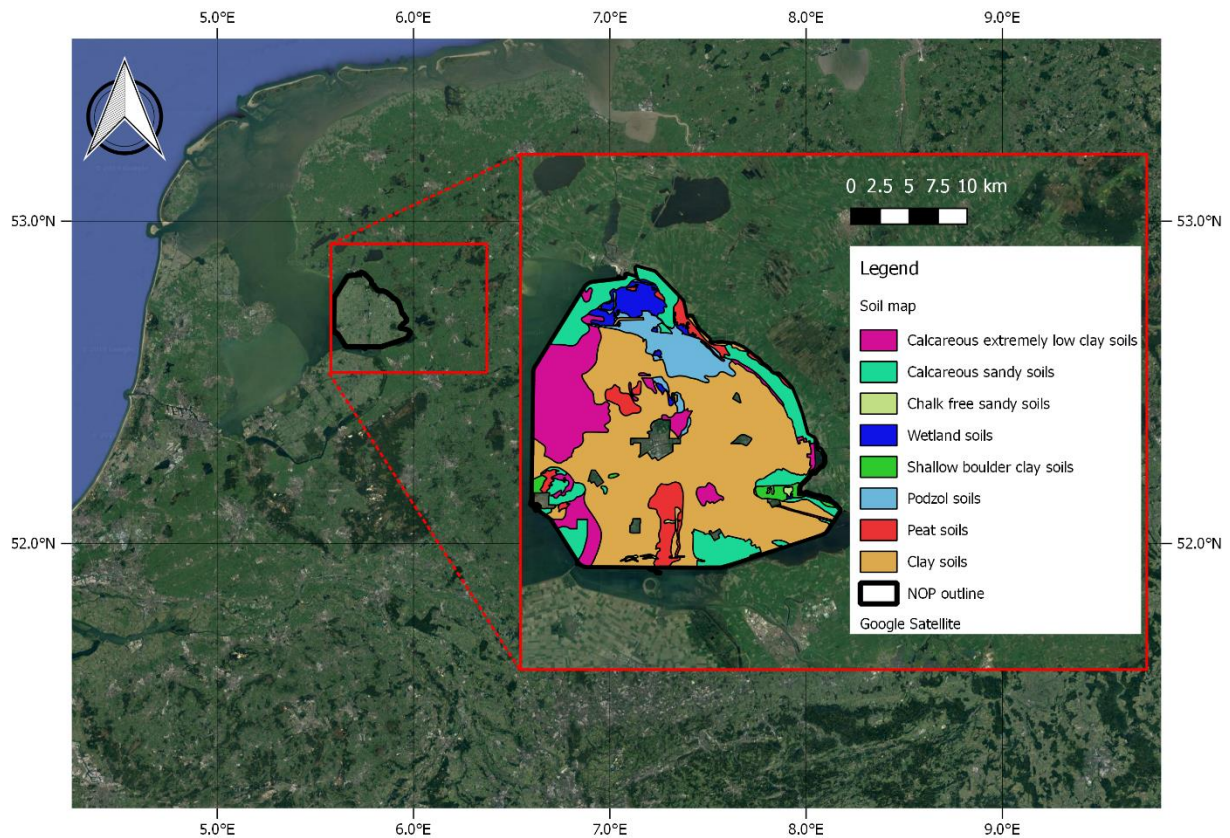 5.0°E 6.0°E 7.0°E 8.0°E 9.0°E
53.0°N 53.0°N
52.0°N 52.0°N
0 2.5 5 7.5 10 km
Legend
Soil map
Calcareous extremely low clay soils
Calcareous sandy soils
Chalk free sandy soils
Wetland soils
Shallow boulder clay soils
Podzol soils
Peat soils
Clay soils
NOP outline
Google Satellite
5.0°E 6.0°E 7.0°E 8.0°E 9.0°E